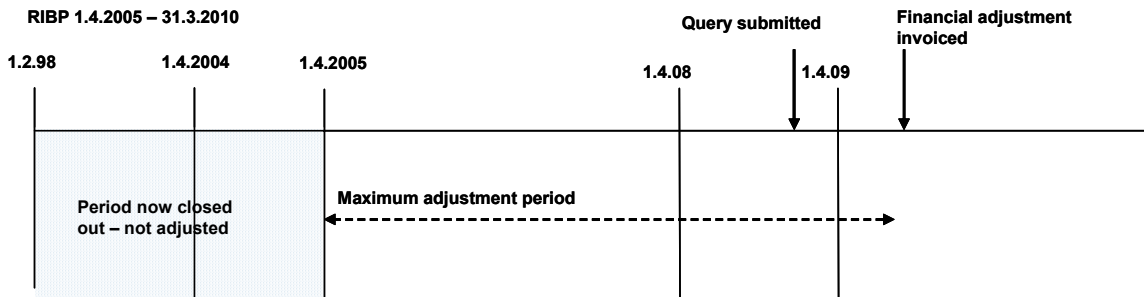 RIBP 1.4.2005 – 31.3.2010
Query submitted
Financial adjustment
invoiced
1.2.98
1.4.2004
1.4.2005
1.4.08
1.4.09
Period now closed
out – not adjusted
Maximum adjustment period